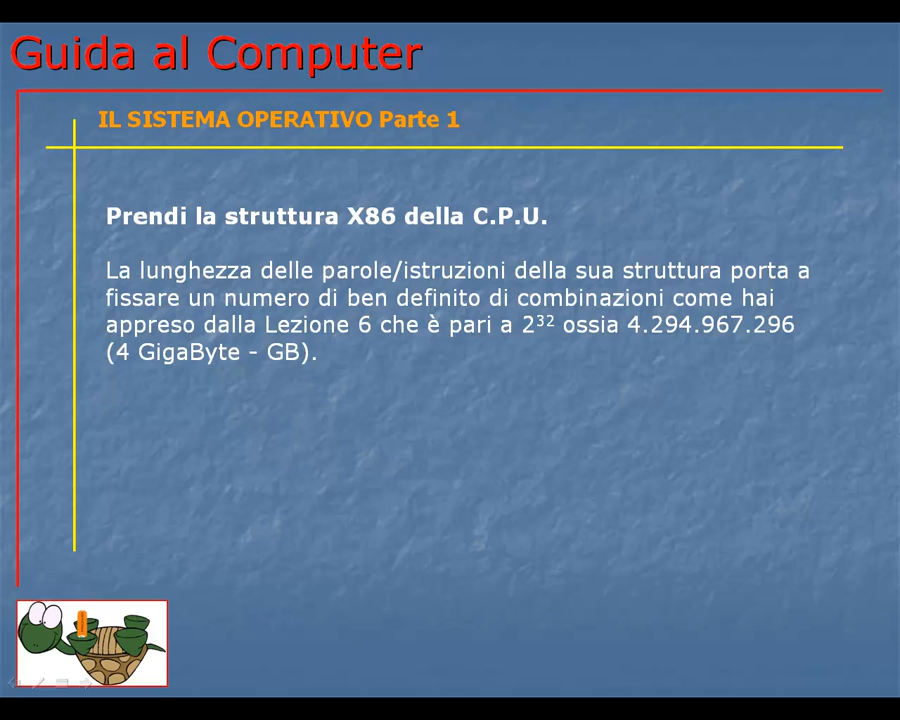 Guida al Computer
IL SISTEMA OPERATIVO Parte 1
Prendi la struttura X86 della C.P.U.
La lunghezza delle parole/istruzioni della sua struttura porta a
fissare un numero di ben definito di combinazioni come hai
appreso dalla Lezione 6 che è pari a 2³² ossia 4.294.967.296
(4 GigaByte - GB).